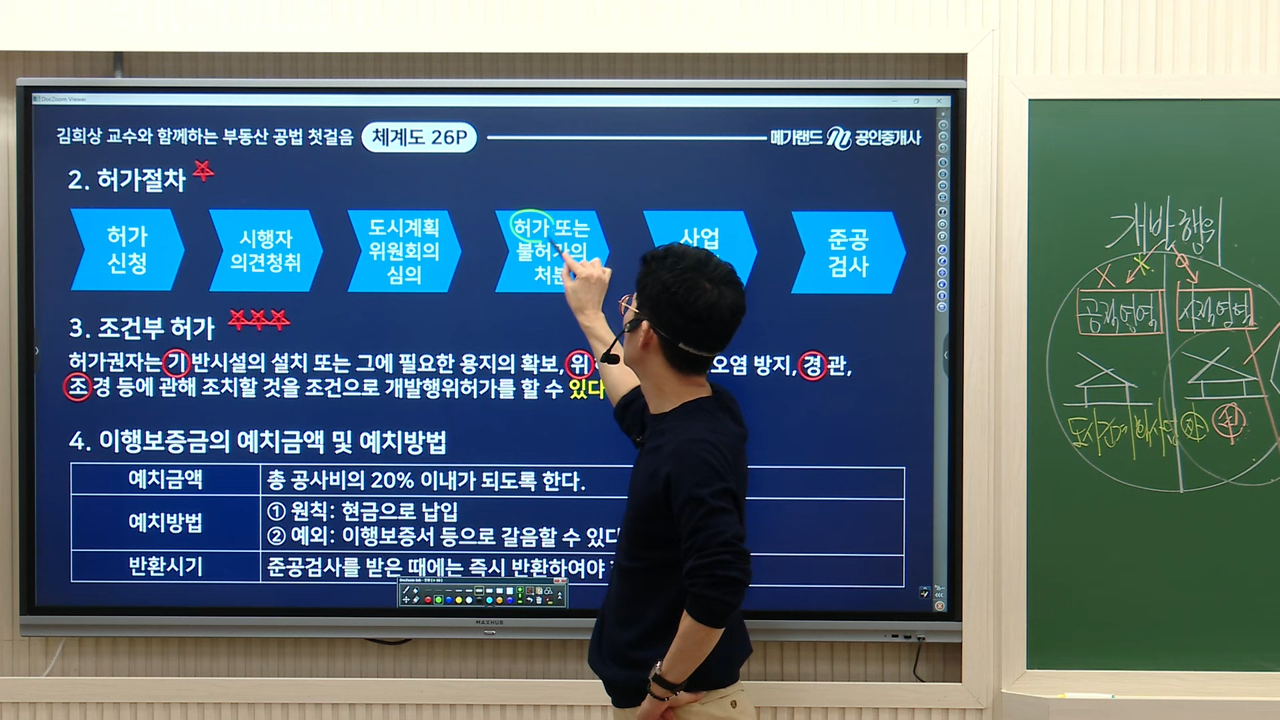 DocZoom Viewer
김희상 교수와 함께하는 부동산 공법 첫걸음 체계도 26P 메가랜드 공인중개사
2. 허가절차
허가
신청
시행자
의견청취
도시계획
위원회의
심의
허가 또는
불허가의
처분
사업
준공
검사
3. 조건부 허가
허가권자는 기반시설의 설치 또는 그에 필요한 용지의 확보, 위 오염 방지, 경관,
조경 등에 관해 조치할 것을 조건으로 개발행위허가를 할 수 있다
4. 이행보증금의 예치금액 및 예치방법
예치금액 총 공사비의 20% 이내가 되도록 한다.
예치방법 ① 원칙: 현금으로 납입
② 예외: 이행보증서 등으로 갈음할 수 있다
반환시기 준공검사를 받은 때에는 즉시 반환하여야
MAXHUB
개발행위
공적영역 사적영역